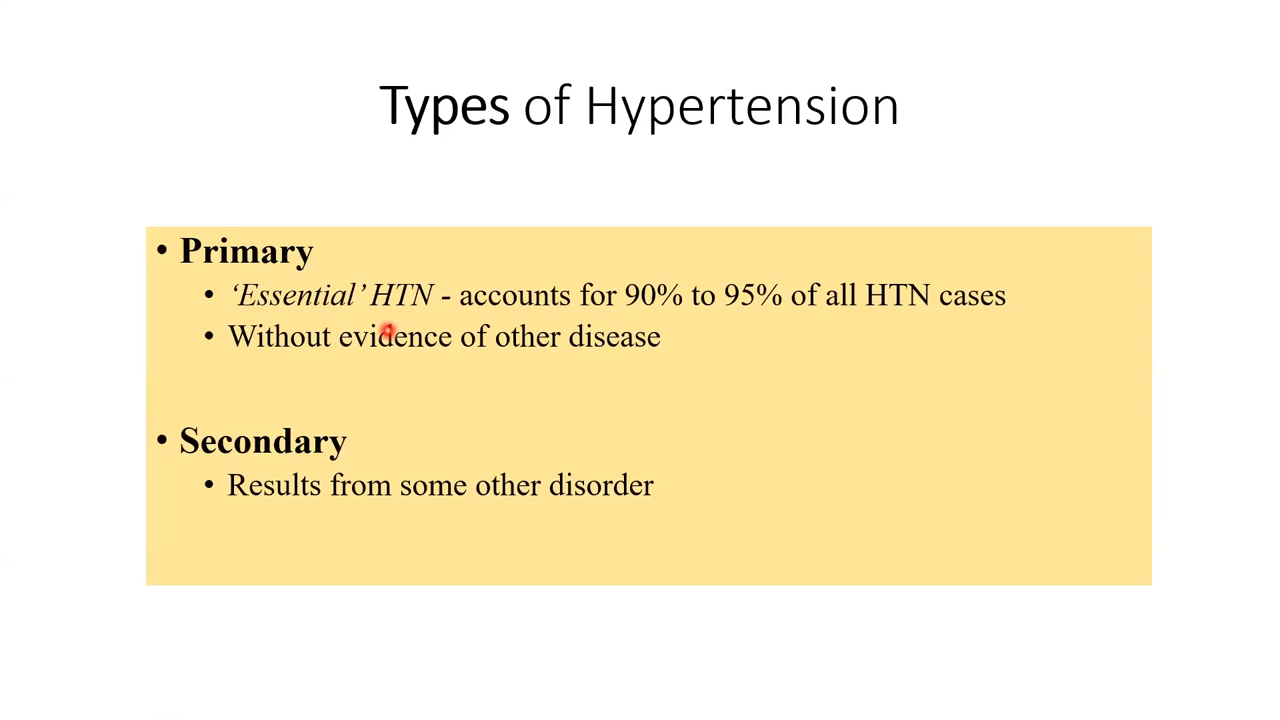 Types of Hypertension
• Primary
• ‘Essential’ HTN - accounts for 90% to 95% of all HTN cases
• Without evidence of other disease
• Secondary
• Results from some other disorder